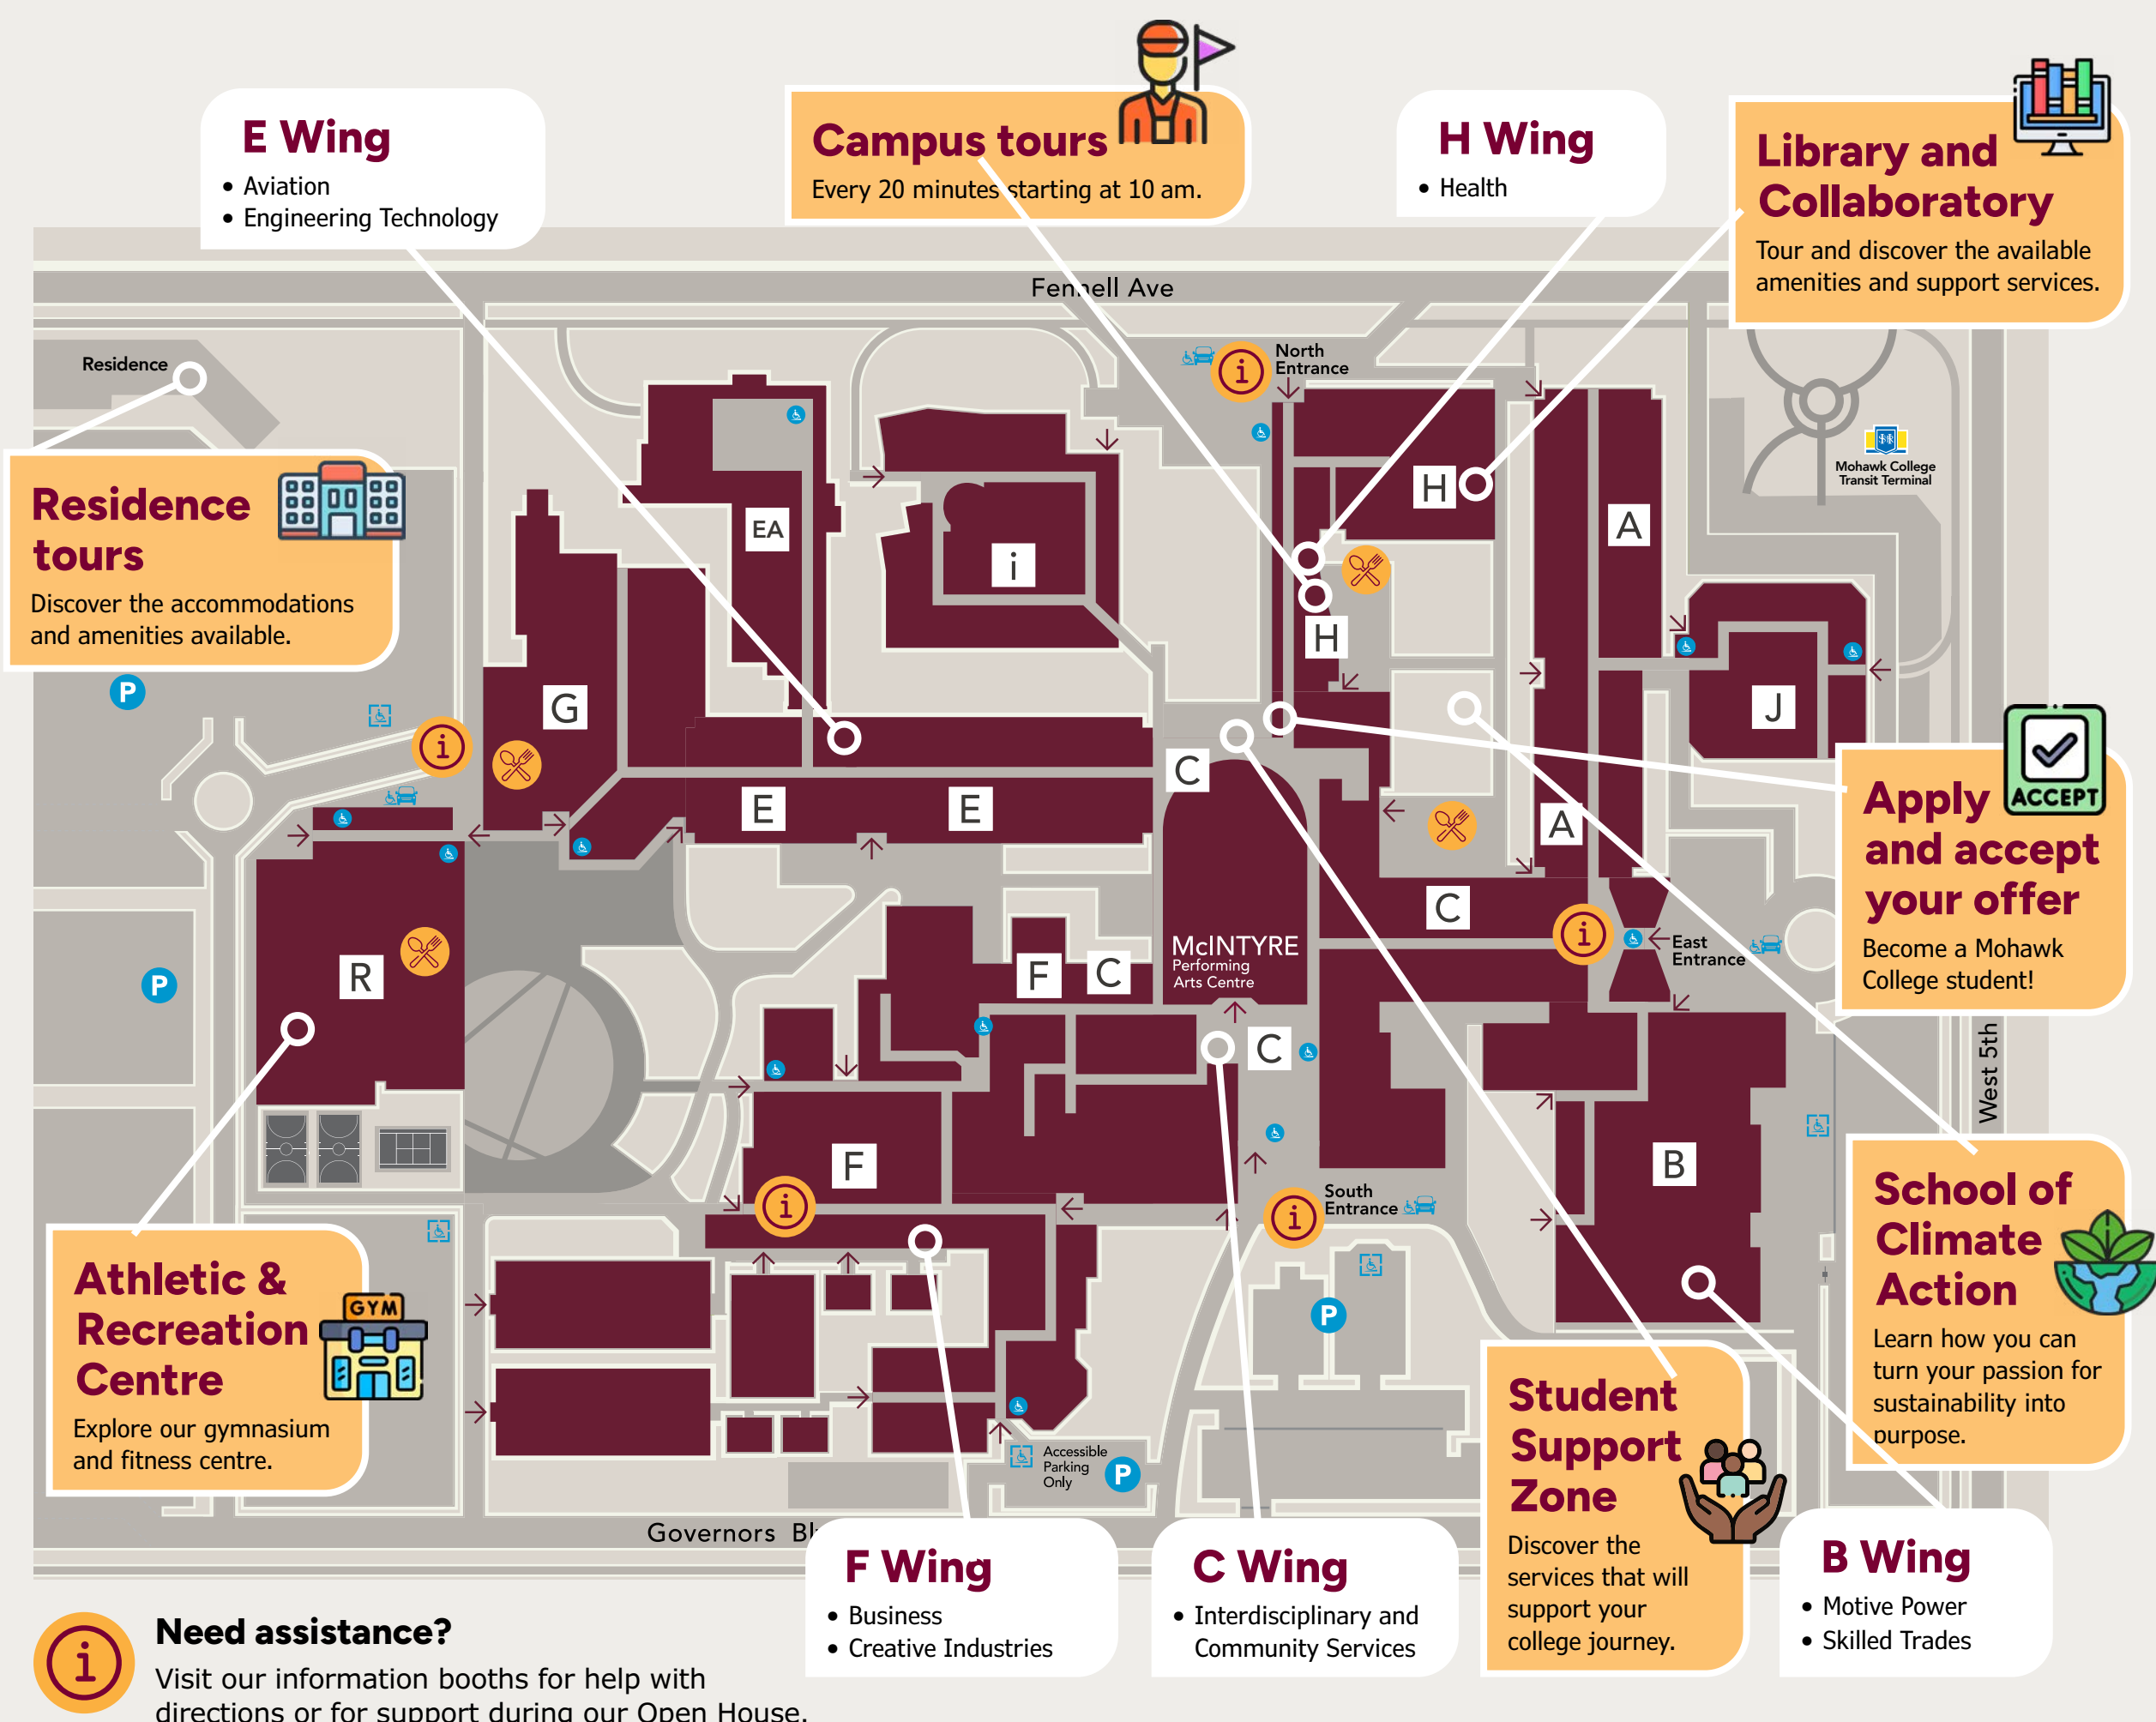 E Wing
• Aviation
• Engineering Technology
Campus tours
Every 20 minutes starting at 10 am.
H Wing
• Health
Library and
Collaboratory
Tour and discover the available
amenities and support services.
Fennell Ave
Residence
North
Entrance
Mohawk College
Transit Terminal
Residence
tours
Discover the accommodations
and amenities available.
EA
i
H
A
H
G
J
P
C
E
E
A
Apply
and accept
your offer
Become a Mohawk
College student!
ACCEPT
C
McINTYRE
Performing
Arts Centre
East
Entrance
R
F
C
P
C
West 5th
F
B
South
Entrance
School of
Climate
Action
Learn how you can
turn your passion for
sustainability into
purpose.
Athletic &
Recreation
Centre
Explore our gymnasium
and fitness centre.
GYM
P
Accessible
Parking
Only
P
Student
Support
Zone
Discover the
services that will
support your
college journey.
Governors
F Wing
• Business
• Creative Industries
C Wing
• Interdisciplinary and
Community Services
B Wing
• Motive Power
• Skilled Trades
Need assistance?
Visit our information booths for help with
directions or for support during our Open House.